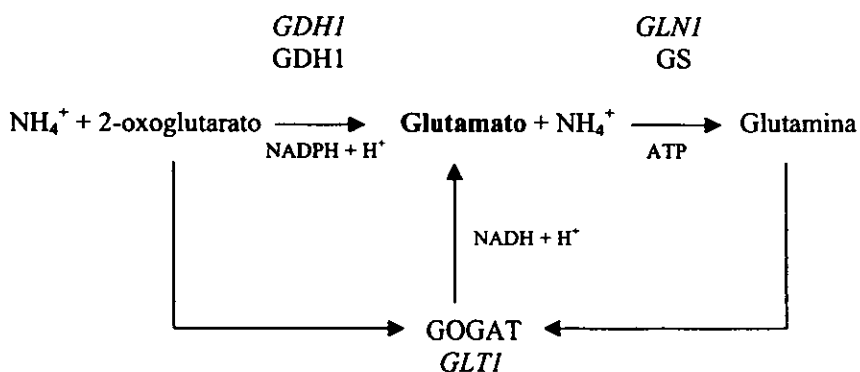 GDH1 GLN1
GDH1 GS
NH₄⁺ + 2-oxoglutarato Glutamato + NH₄⁺ Glutamina
NADPH + H⁺ ATP
NADH + H⁺
GOGAT
GLT1